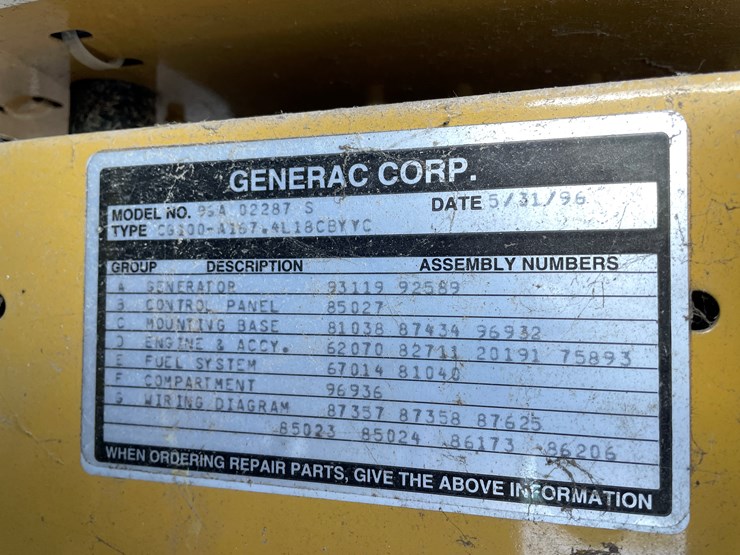 GENERAC CORP.
MODEL NO. 02287 S DATE 5/31/96
TYPE
GROUP DESCRIPTION ASSEMBLY NUMBERS
A GENERATOR 93119 92589
B CONTROL PANEL 85027
C MOUNTING BASE 81038 87434 96932
D ENGINE & ACCY. 62070 82711 20191 75893
E FUEL SYSTEM 67014 81040
F COMPARTMENT 96936
G WIRING DIAGRAM 87357 87358 87625
85023 85024 86173 86206
WHEN ORDERING REPAIR PARTS, GIVE THE ABOVE INFORMATION